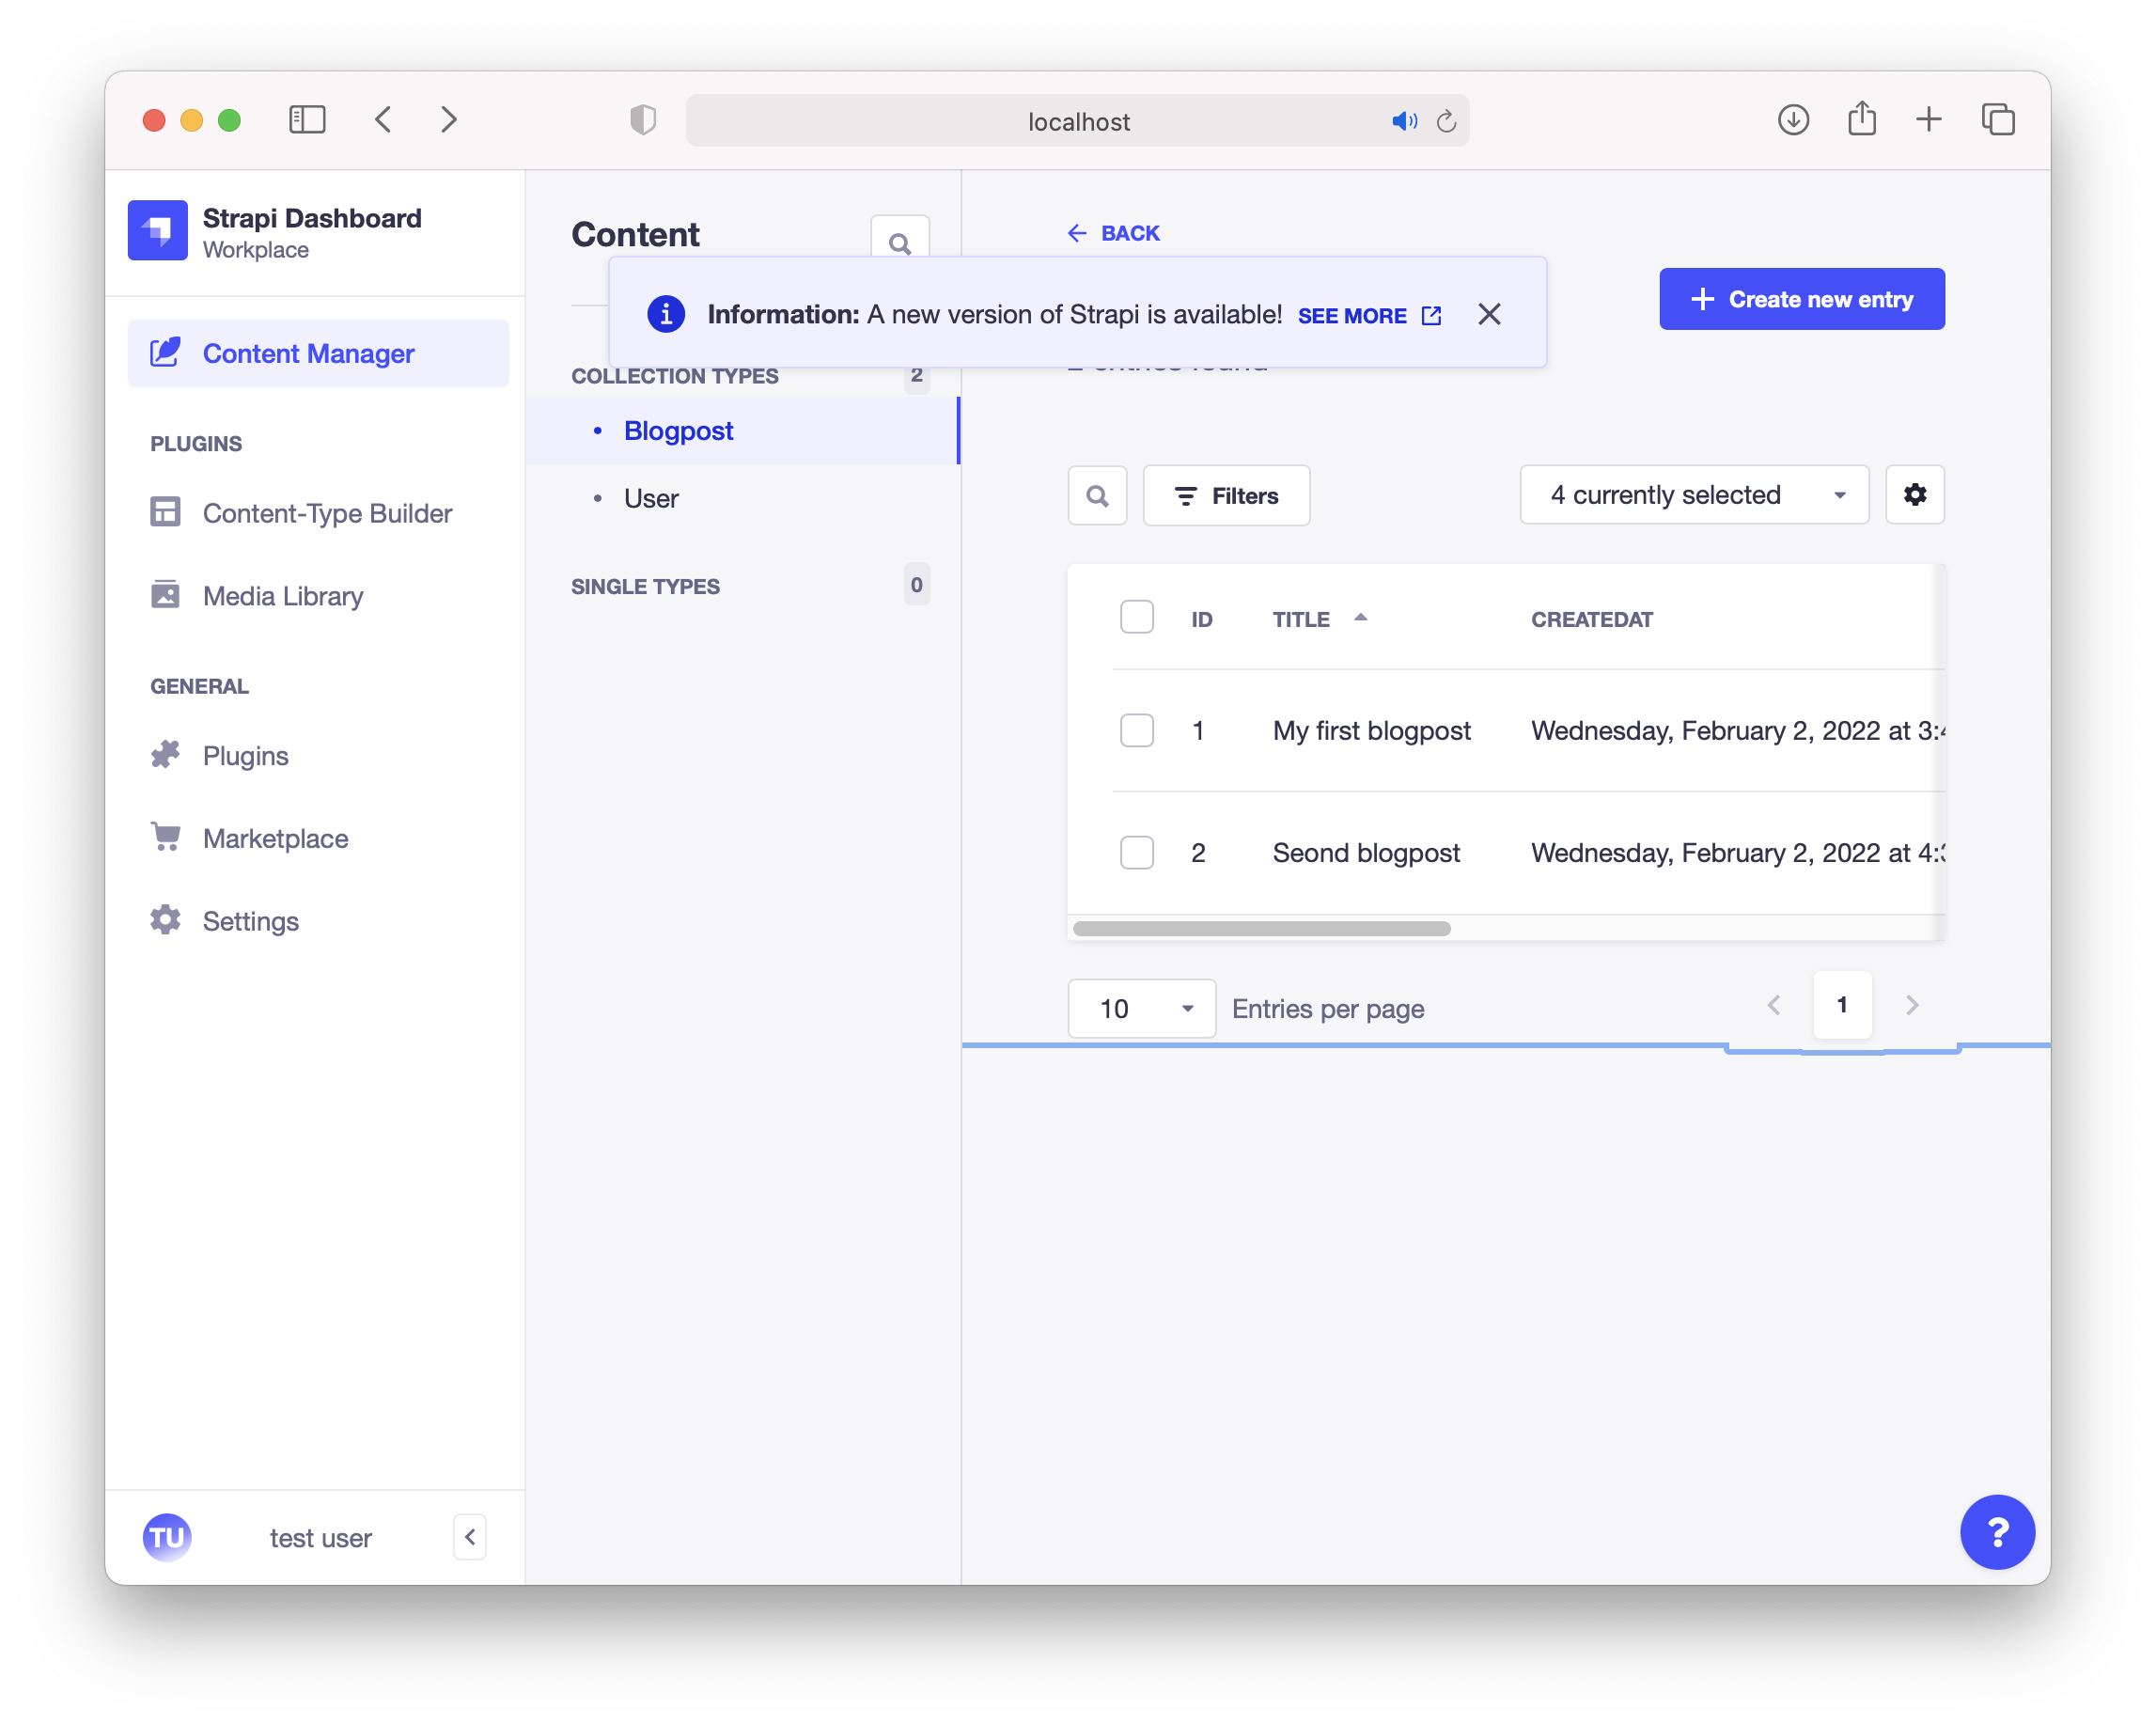 localhost
Strapi Dashboard
Workplace
Content Manager
PLUGINS
Content-Type Builder
Media Library
GENERAL
Plugins
Marketplace
Settings
TU test user
Content
COLLECTION TYPES 2
Blogpost
User
SINGLE TYPES 0
Information: A new version of Strapi is available! SEE MORE
BACK
Create new entry
2 entries found
Filters
4 currently selected
ID TITLE CREATEDAT
1 My first blogpost Wednesday, February 2, 2022 at 3:
2 Seond blogpost Wednesday, February 2, 2022 at 4:
10 Entries per page
1
?